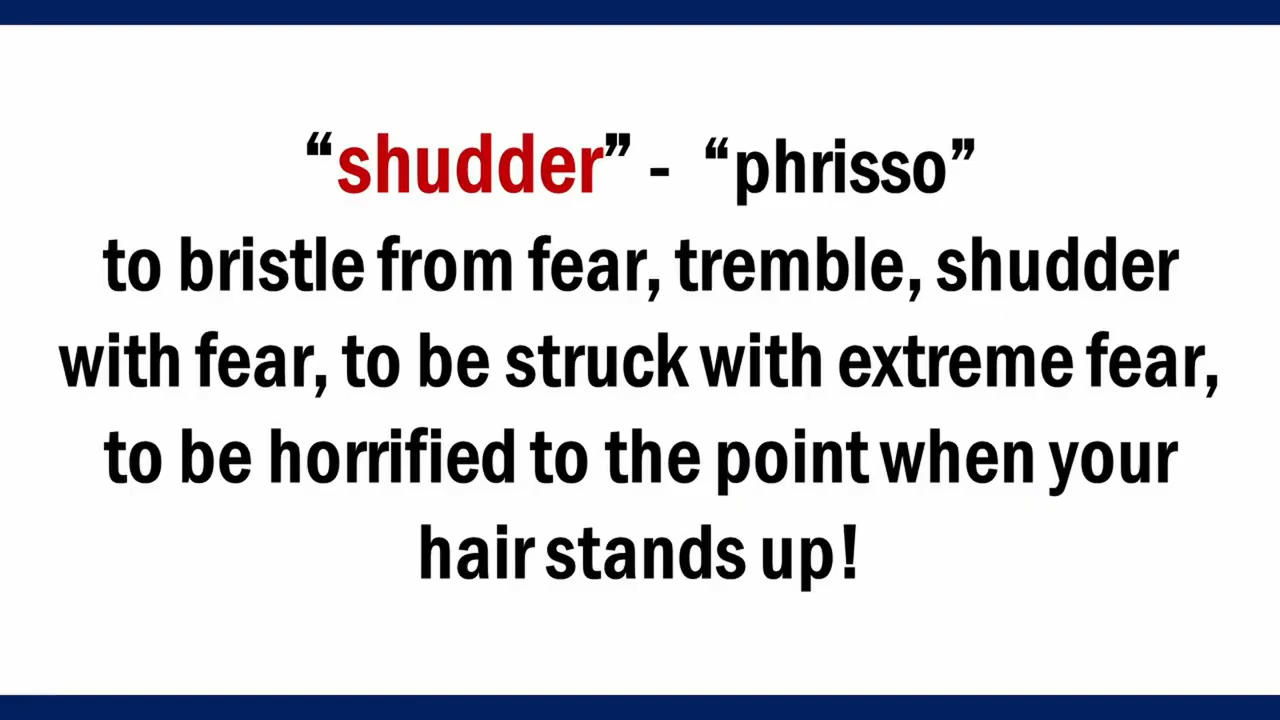 “shudder” - “phrisso”
to bristle from fear, tremble, shudder
with fear, to be struck with extreme fear,
to be horrified to the point when your
hair stands up!